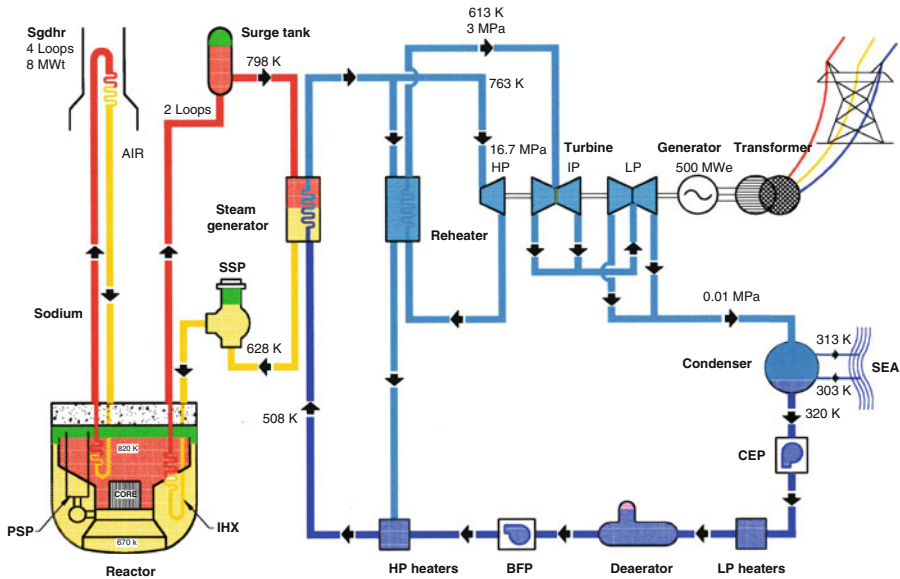 Sgdhr
4 Loops
8 MWt
AIR
Sodium
Surge tank
798 K
2 Loops
Steam
generator
SSP
628 K
508 K
613 K
3 MPa
763 K
16.7 MPa
HP
Turbine
IP
LP
Generator
500 MWe
Transformer
Reheater
0.01 MPa
Condenser
313 K
303 K
SEA
320 K
CEP
820 K
CORE
PSP
IHX
670 k
Reactor
HP heaters
BFP
Deaerator
LP heaters